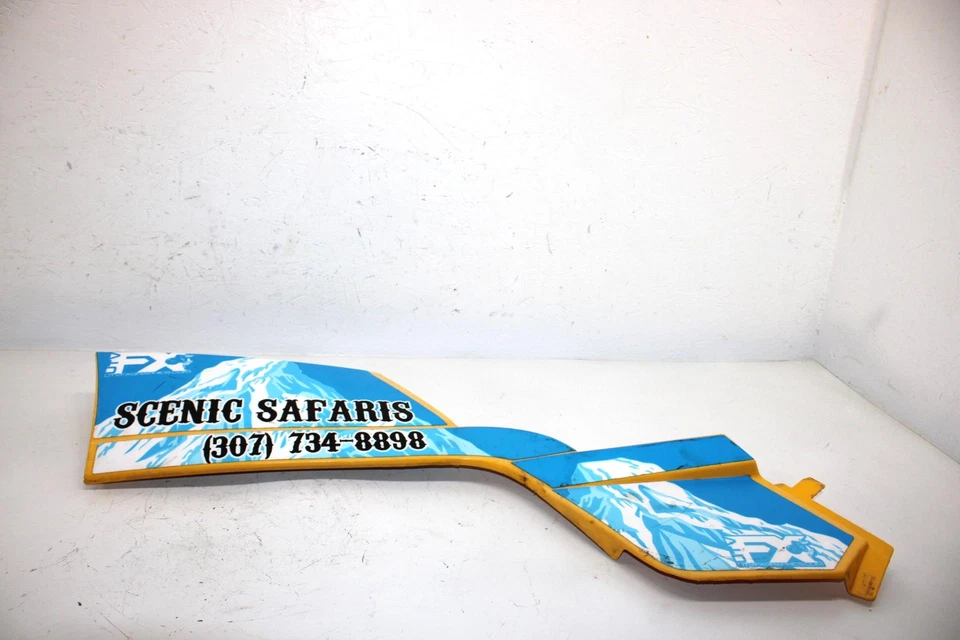 FX
SCENIC SAFARIS
(307) 734-8898
FX